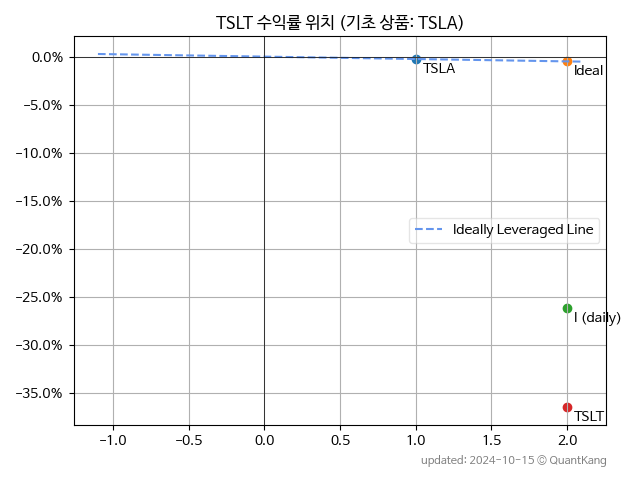 TSLT 수익률 위치 (기초 상품: TSLA)
0.0%
−5.0%
−10.0%
−15.0%
−20.0%
−25.0%
−30.0%
−35.0%
TSLA
Ideal
Ideally Leveraged Line
I (daily)
TSLT
−1.0 −0.5 0.0 0.5 1.0 1.5 2.0
updated: 2024-10-15 © QuantKang